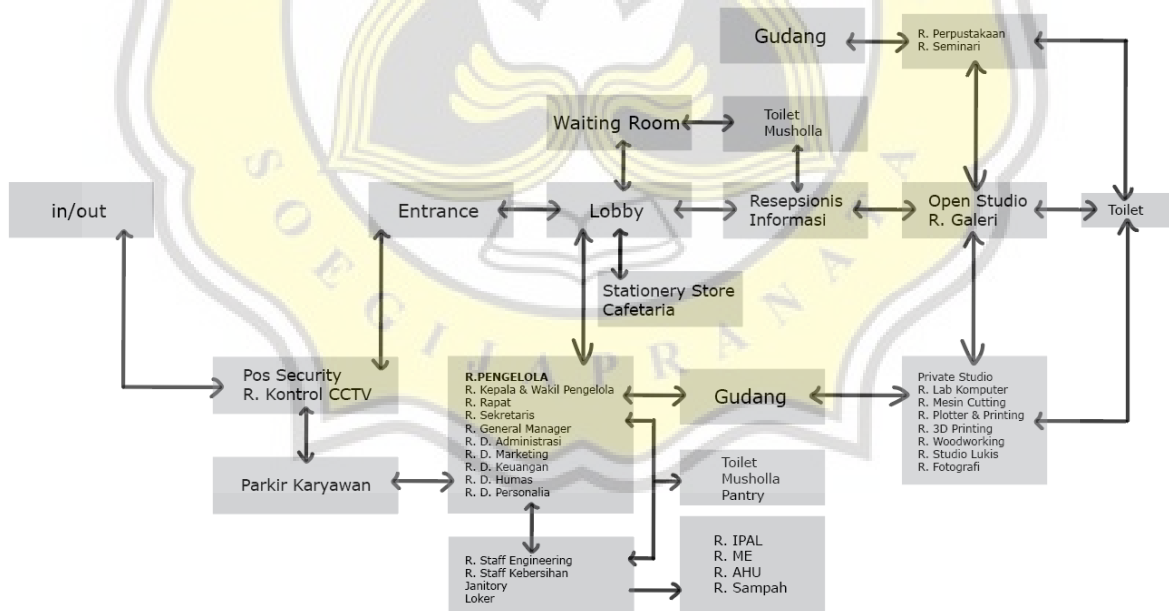 Gudang
R. Perpustakaan
R. Seminari
Waiting Room
Toilet
Musholla
in/out
Entrance
Lobby
Resepsionis
Informasi
Open Studio
R. Galeri
Toilet
Stationery Store
Cafetaria
Pos Security
R. Kontrol CCTV
R.PENGELOLA
R. Kepala & Wakil Pengelola
R. Rapat
R. Sekretaris
R. General Manager
R. D. Administrasi
R. D. Marketing
R. D. Keuangan
R. D. Humas
R. D. Personalia
Gudang
Private Studio
R. Lab Komputer
R. Mesin Cutting
R. Plotter & Printing
R. 3D Printing
R. Woodworking
R. Studio Lukis
R. Fotografi
Parkir Karyawan
Toilet
Musholla
Pantry
R. Staff Engineering
R. Staff Kebersihan
Janitory
Loker
R. IPAL
R. ME
R. AHU
R. Sampah
SOEGIJAPRANATA